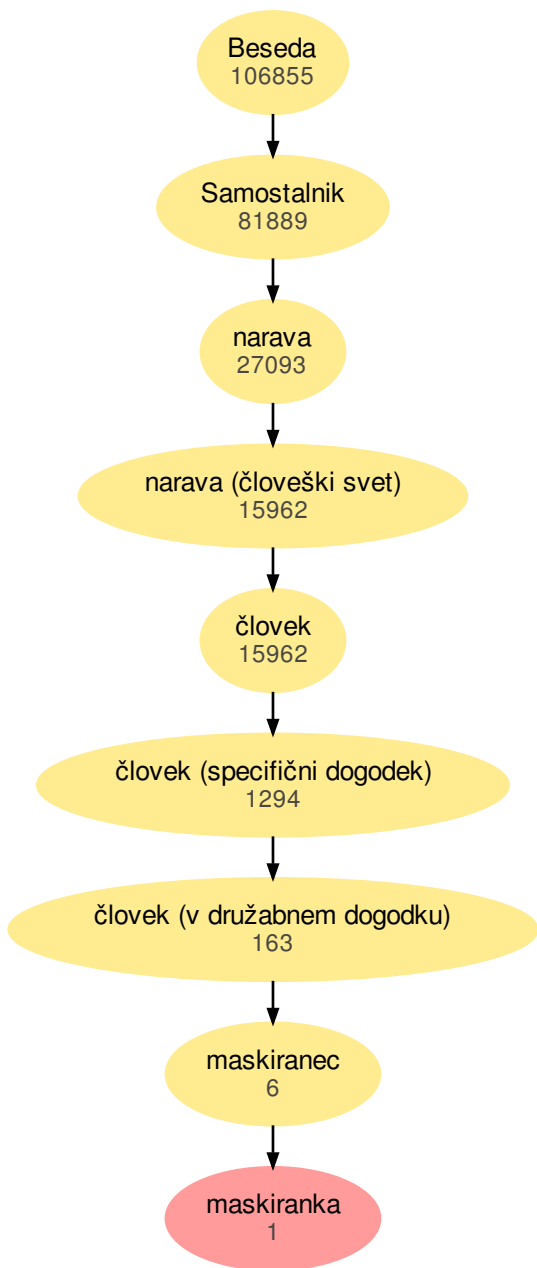 Beseda
106855
Samostalnik
81889
narava
27093
narava (človeški svet)
15962
človek
15962
človek (specifični dogodek)
1294
človek (v družabnem dogodku)
163
maskiranec
6
maskiranka
1